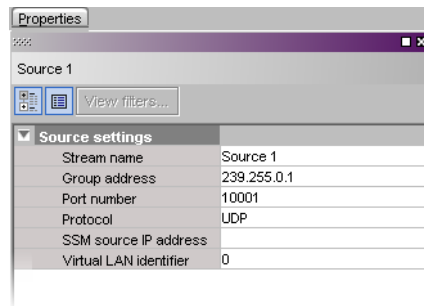 Properties
Source 1
View filters...
Source settings
Stream name Source 1
Group address 239.255.0.1
Port number 10001
Protocol UDP
SSM source IP address
Virtual LAN identifier 0